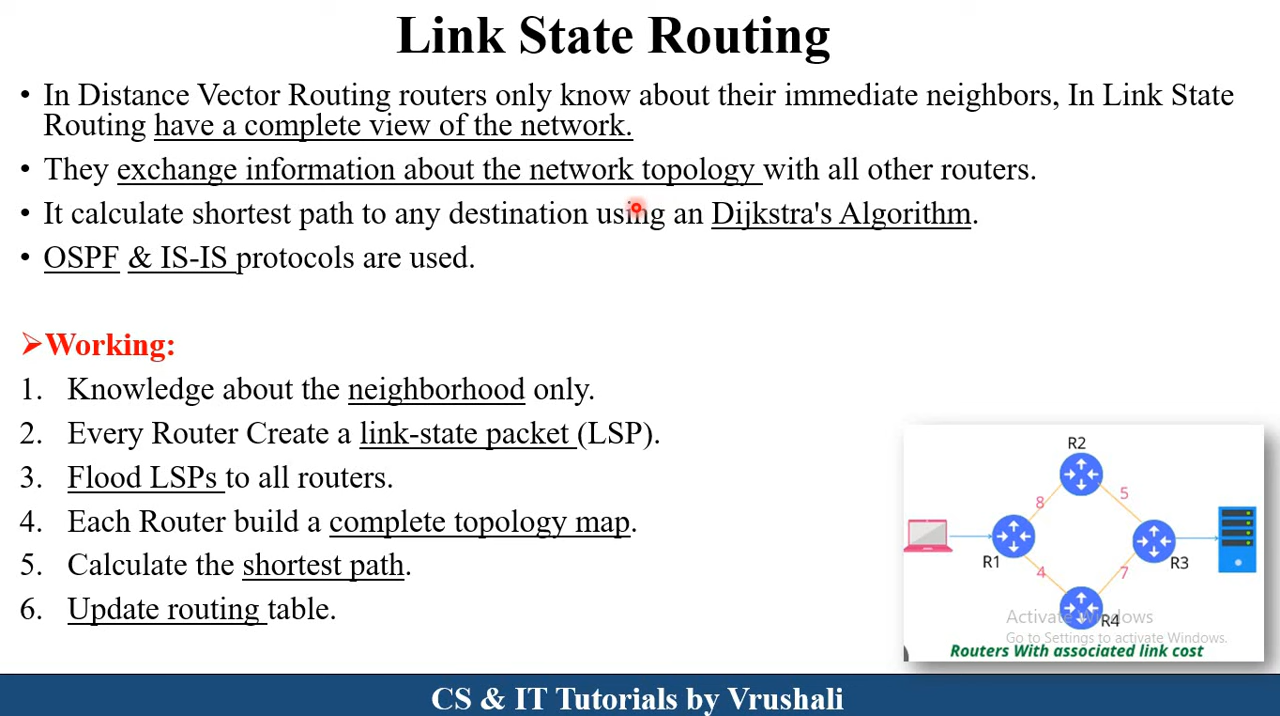 Link State Routing
• In Distance Vector Routing routers only know about their immediate neighbors, In Link State
Routing have a complete view of the network.
• They exchange information about the network topology with all other routers.
• It calculate shortest path to any destination using an Dijkstra's Algorithm.
• OSPF & IS-IS protocols are used.
➢Working:
1. Knowledge about the neighborhood only.
2. Every Router Create a link-state packet (LSP).
3. Flood LSPs to all routers.
4. Each Router build a complete topology map.
5. Calculate the shortest path.
6. Update routing table.
R2
8
5
R1
R3
4
7
R4
Activate Windows
Go to Settings to activate Windows.
Routers With associated link cost
CS & IT Tutorials by Vrushali